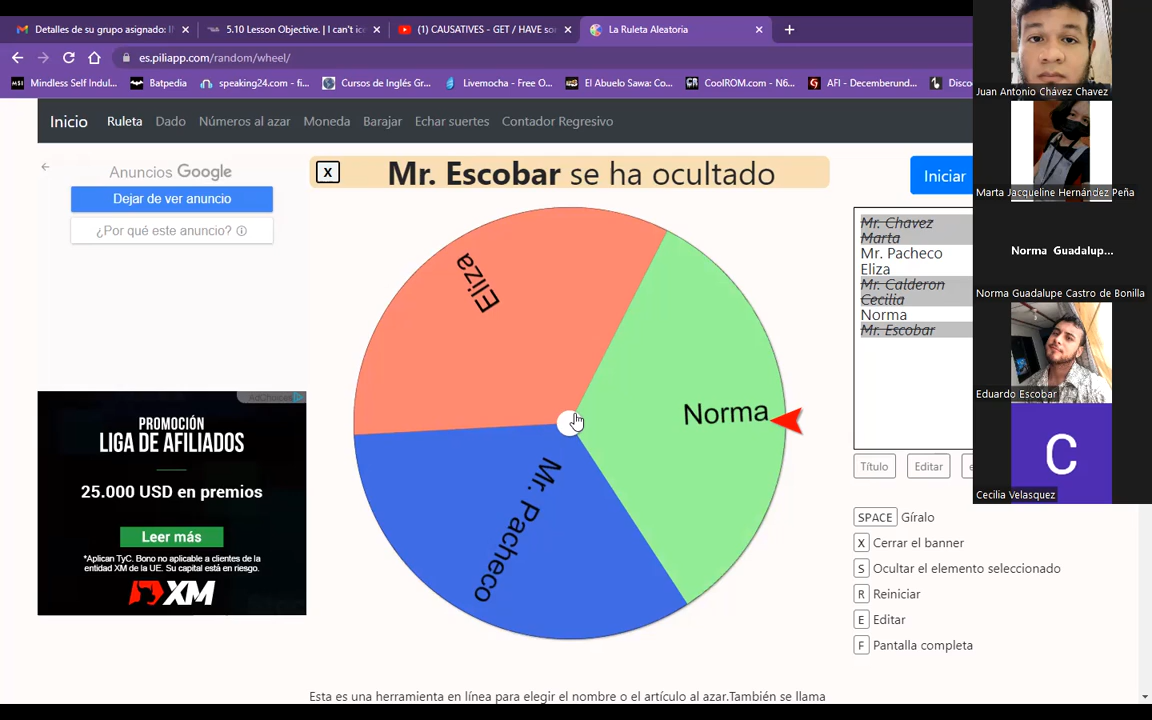 Detalles de su grupo asignado: I
5.10 Lesson Objective. | I can't ic
(1) CAUSATIVES - GET / HAVE so
La Ruleta Aleatoria
es.piliapp.com/random/wheel/
Mindless Self Indul...
Batpedia
speaking24.com - fi...
Cursos de Inglés Gr...
Livemocha - Free O...
El Abuelo Sawa: Co...
CoolROM.com - N6...
AFI - Decemberund...
Disco
Inicio
Ruleta
Dado
Números al azar
Moneda
Barajar
Echar suertes
Contador Regresivo
Anuncios Google
Dejar de ver anuncio
¿Por qué este anuncio?
X
Mr. Escobar se ha ocultado
Iniciar
Eliza
Norma
Mr. Pacheco
Mr. Chavez
Marta
Mr. Pacheco
Eliza
Mr. Calderon
Cecilia
Norma
Mr. Escobar
Título
Editar
e
SPACE Gíralo
X Cerrar el banner
S Ocultar el elemento seleccionado
R Reiniciar
E Editar
F Pantalla completa
AdChoices
PROMOCIÓN
LIGA DE AFILIADOS
25.000 USD en premios
Leer más
*Aplican TyC. Bono no applicable a clientes de la
entidad XM de la UE. Su capital está en riesgo.
XM
Esta es una herramienta en línea para elegir el nombre o el artículo al azar.También se llama
Juan Antonio Chávez Chavez
Marta Jacqueline Hernández Peña
Norma Guadalup...
Norma Guadalupe Castro de Bonilla
Eduardo Escobar
C
Cecilia Velasquez